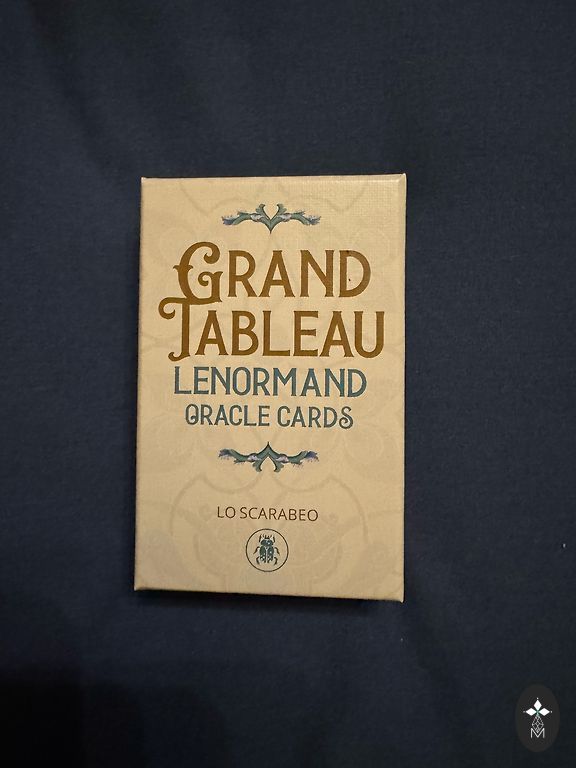 GRAND
TABLEAU
LENORMAND
ORACLE CARDS
LO SCARABEO
M